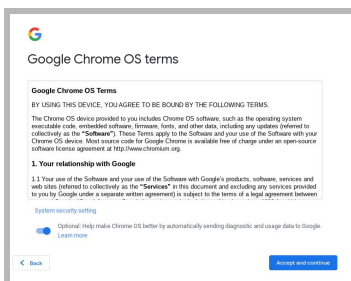 Google Chrome OS terms
Google Chrome OS Terms
BY USING THIS DEVICE, YOU AGREE TO BE BOUND BY THE FOLLOWING TERMS.
The Chrome OS device provided to you includes Chrome OS software, such as the operating system
executable code, embedded software, firmware, fonts, and other data, including any updates (referred to
collectively as the "Software"). These Terms apply to the Software and your use of the Software with your
Chrome OS device. Most source code for Google Chrome is available free of charge under an open-source
software license agreement at http://www.chromium.org.
1. Your relationship with Google
1.1 Your use of the Software and your use of the Software with Google's products, software, services and
web sites (referred to collectively as the "Services" in this document and excluding any services provided
to you by Google under a separate written agreement) is subject to the terms of a legal agreement between
System security setting
Optional: Help make Chrome OS better by automatically sending diagnostic and usage data to Google.
Learn more
Back
Accept and continue